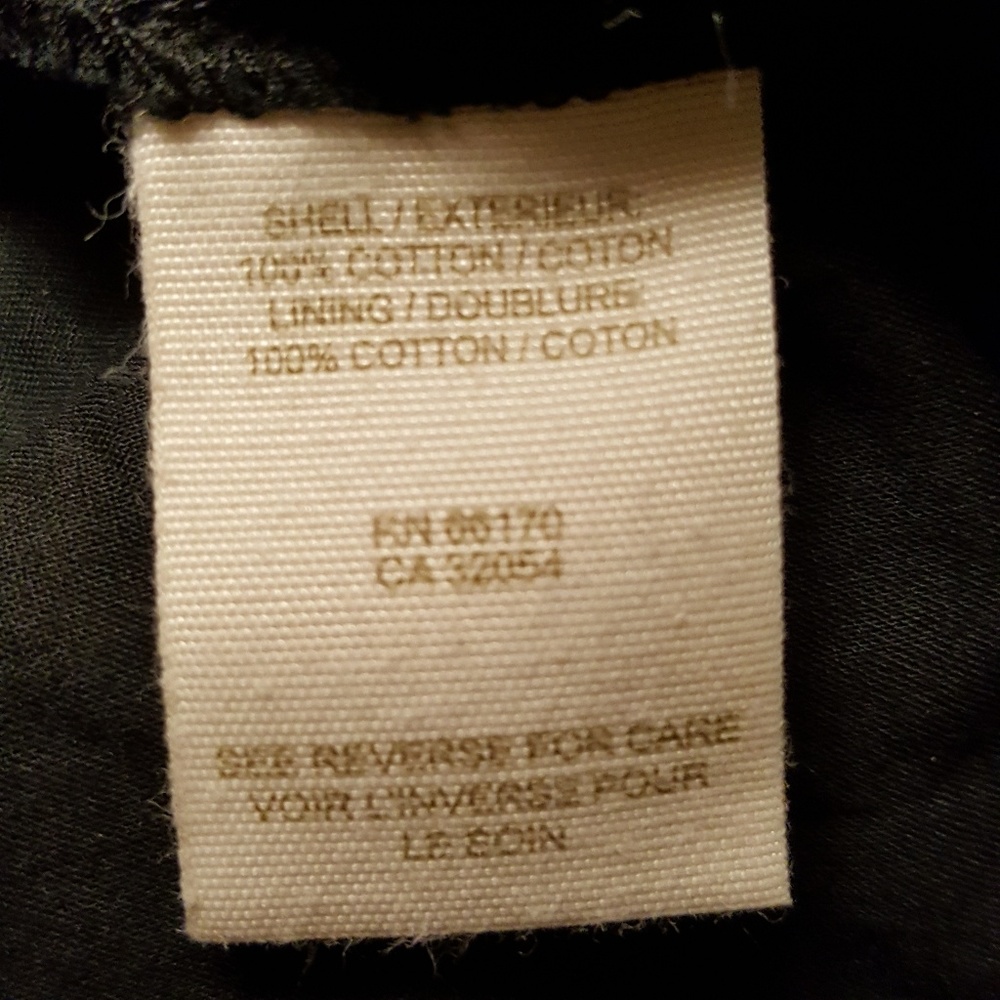 SHELL / EXTERIEUR:
100% COTTON / COTON
LINING / DOUBLURE:
100% COTTON / COTON
RN 66170
CA 32054
SEE REVERSE FOR CARE
VOIR L'INVERSE POUR
LE SOIN